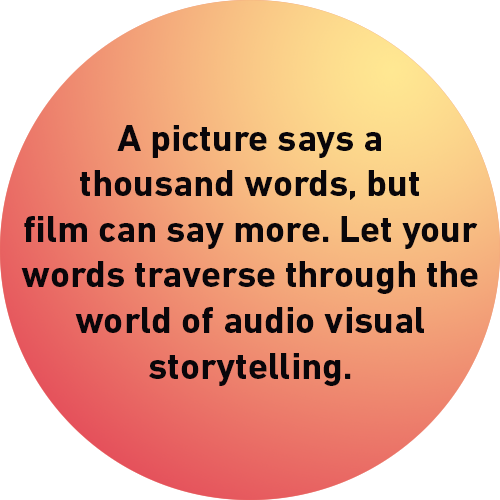 A picture says a
thousand words, but
film can say more. Let your
words traverse through the
world of audio visual
storytelling.